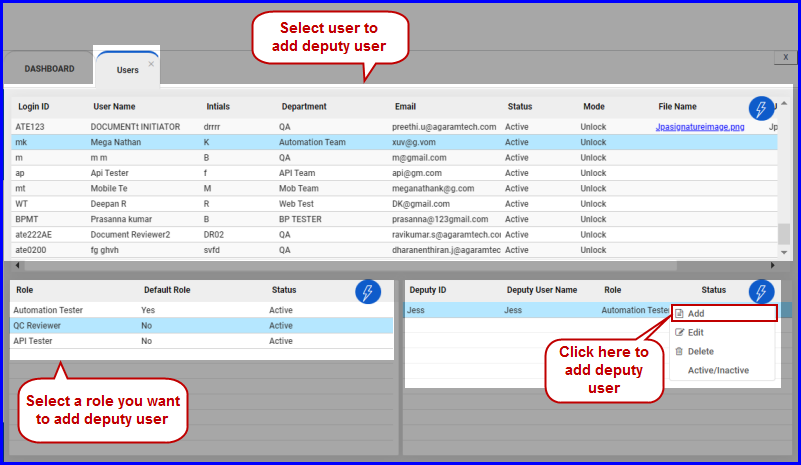 Select user to
add deputy user
DASHBOARD
Users
X
Login ID User Name Intials Department Email Status Mode File Name
ATE123 DOCUMENTt INITIATOR drrrr QA preethi.u@agaramtech.com Active Unlock Jpasignatureimage.png Jp
mk Mega Nathan K Automation Team xuv@g.vom Active Unlock
m m m B QA m@gmail.com Active Unlock
ap Api Tester f API Team api@gm.com Active Unlock
mt Mobile Te M Mob Team meganathank@g.com Active Unlock
WT Deepan R R Web Test DK@gmail.com Active Unlock
BPMT Prasanna kumar B BP TESTER prasanna@123gmail.com Active Unlock
ate222AE Document Reviewer2 DR02 QA ravikumar.s@agaramtech.com Active Unlock
ate0200 fg ghvh svfd QA dharanenthiran.j@agaramtec Active Unlock
Role Default Role Status
Automation Tester Yes Active
QC Reviewer No Active
API Tester No Active
Deputy ID Deputy User Name Role Status
Jess Jess Automation Teste
Add
Edit
Delete
Active/Inactive
Click here to
add deputy
user
Select a role you want
to add deputy user